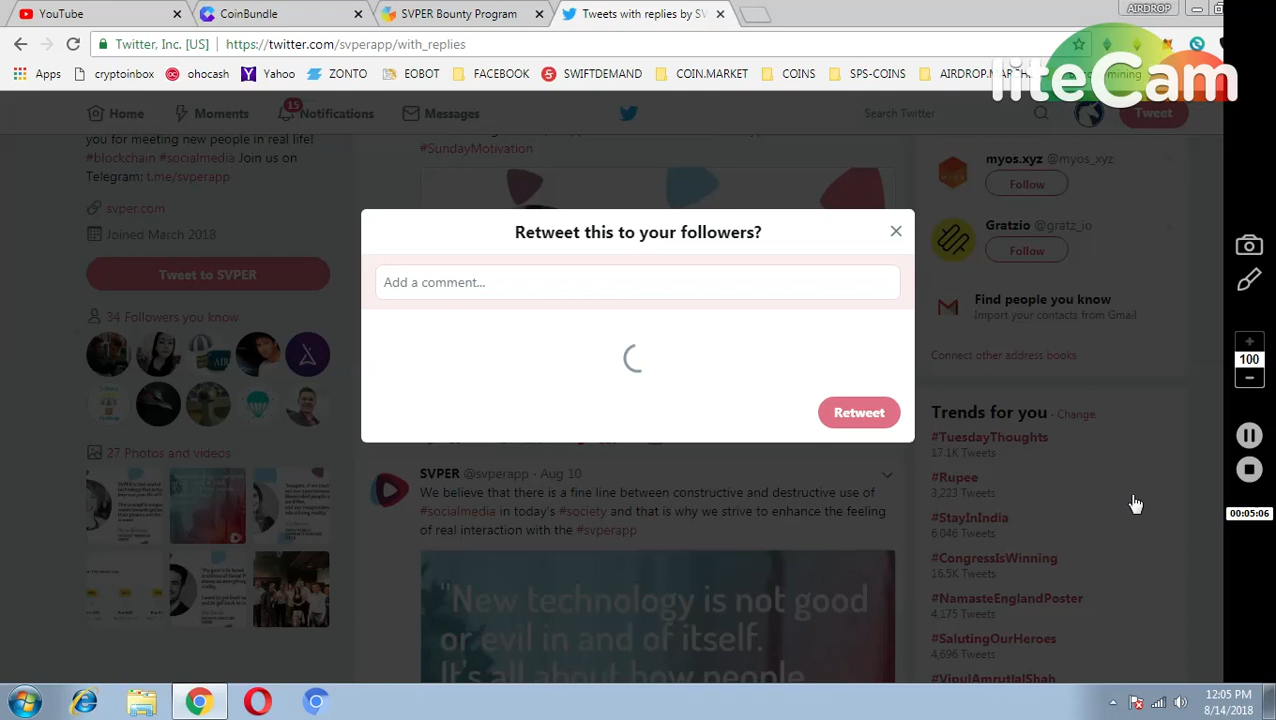 YouTube
CoinBundle
SVPER Bounty Program
Tweets with replies by SV
AIRDROP
Twitter, Inc. [US]
https://twitter.com/svperapp/with_replies
Apps
cryptoinbox
ohocash
Yahoo
ZONTO
EOBOT
FACEBOOK
SWIFTDEMAND
COIN.MARKET
COINS
SPS-COINS
mining
liteCam
Home
Moments
15
Notifications
Messages
Search Twitter
Tweet
you for meeting new people in real life!
#blockchain #socialmedia Join us on
Telegram: t.me/svperapp
svper.com
Joined March 2018
Tweet to SVPER
34 Followers you know
27 Photos and videos
#SundayMotivation
Retweet this to your followers?
Add a comment...
Retweet
SVPER @svperapp · Aug 10
We believe that there is a fine line between constructive and destructive use of
#socialmedia in today's #society and that is why we strive to enhance the feeling
of real interaction with the #svperapp
"New technology is not good
or evil in and of itself.
It's all about how people
myos.xyz @myos_xyz
Follow
Gratzio @gratz_io
Follow
Find people you know
Import your contacts from Gmail
Connect other address books
Trends for you · Change
#TuesdayThoughts
17.1K Tweets
#Rupee
3,223 Tweets
#StayInIndia
6,046 Tweets
#CongressIsWinning
16.5K Tweets
#NamasteEnglandPoster
4,175 Tweets
#SalutingOurHeroes
4,696 Tweets
#VipulAmrutlalShah
100
00:05:06
12:05 PM
8/14/2018